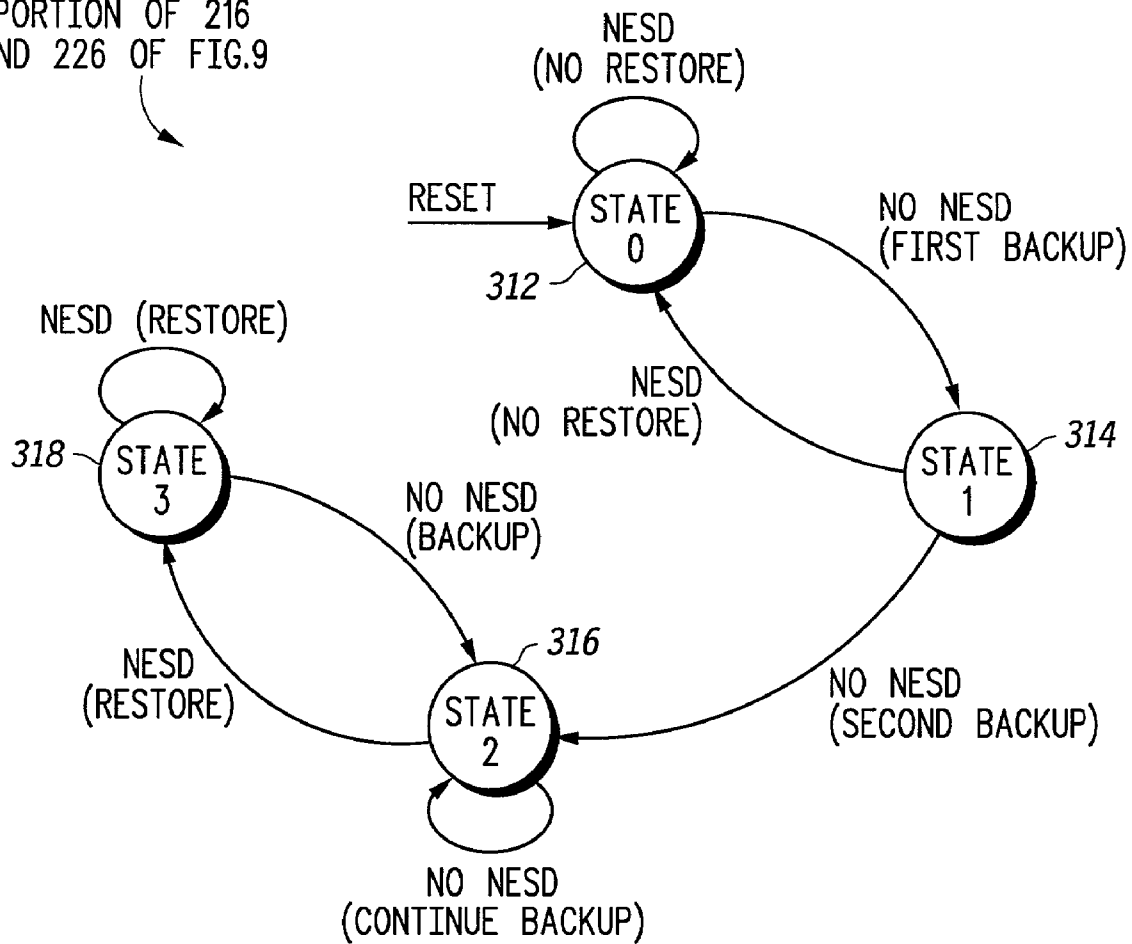 PORTION OF 216
ND 226 OF FIG.9
NESD
(NO RESTORE)
RESET
STATE
0
312
NO NESD
(FIRST BACKUP)
NESD (RESTORE)
NESD
(NO RESTORE)
318
STATE
3
314
STATE
1
NO NESD
(BACKUP)
316
NESD
(RESTORE)
STATE
2
NO NESD
(SECOND BACKUP)
NO NESD
(CONTINUE BACKUP)